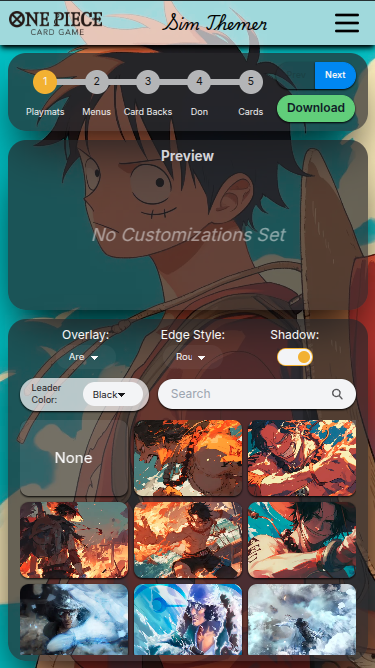 ONE PIECE
CARD GAME
Sim Themer
1 2 3 4 5
Playmats Menus Card Backs Don Cards
Next
Download
Preview
No Customizations Set
Overlay: Edge Style: Shadow:
Are Rou
Leader Color: Black
Search
None